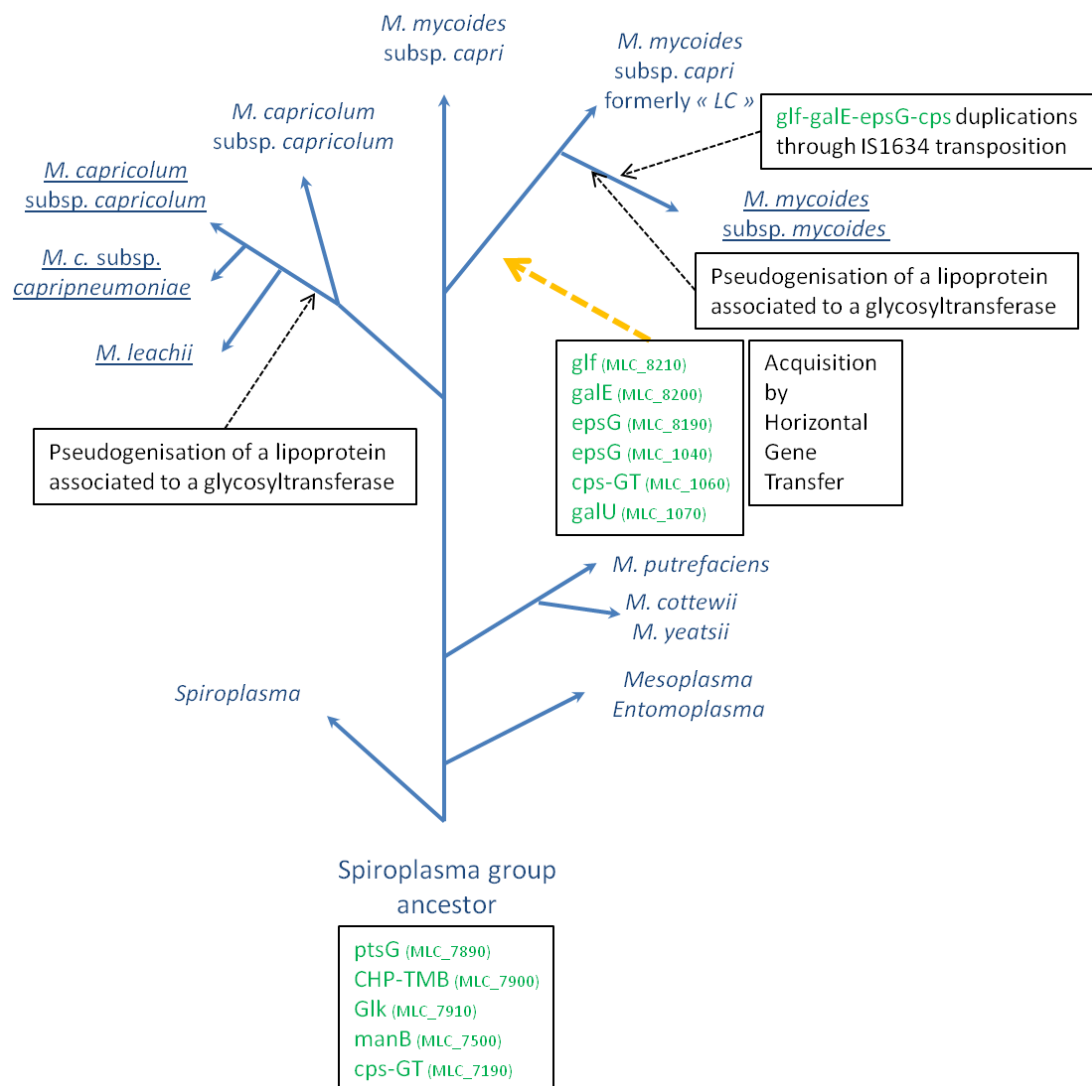 M. mycoides
subsp. capri
M. mycoides
subsp. capri
formerly « LC »
M. capricolum
subsp. capricolum
glf-galE-epsG-cps duplications
through IS1634 transposition
M. capricolum
subsp. capricolum
M. mycoides
subsp. mycoides
M. c. subsp.
capripneumoniae
Pseudogenisation of a lipoprotein
associated to a glycosyltransferase
M. leachii
glf (MLC_8210)
galE (MLC_8200)
epsG (MLC_8190)
epsG (MLC_1040)
cps-GT (MLC_1060)
galU (MLC_1070)
Acquisition
by
Horizontal
Gene
Transfer
Pseudogenisation of a lipoprotein
associated to a glycosyltransferase
M. putrefaciens
M. cottewii
M. yeatsii
Spiroplasma
Mesoplasma
Entomoplasma
Spiroplasma group
ancestor
ptsG (MLC_7890)
CHP-TMB (MLC_7900)
Glk (MLC_7910)
manB (MLC_7500)
cps-GT (MLC_7190)